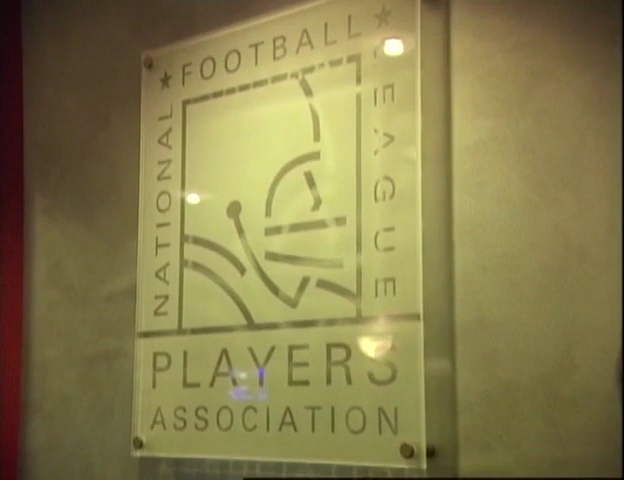 NATIONAL
FOOTBALL
LEAGUE
PLAYERS
ASSOCIATION